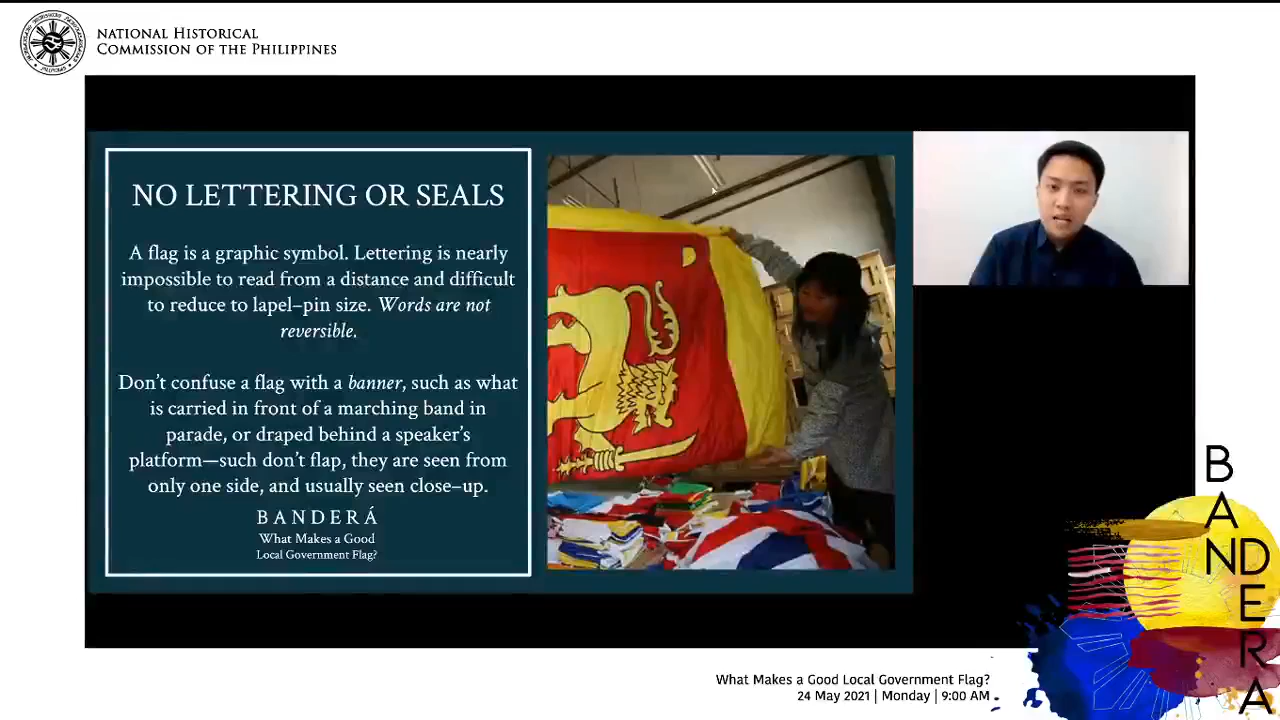 NATIONAL HISTORICAL
COMMISSION OF THE PHILIPPINES
NO LETTERING OR SEALS
A flag is a graphic symbol. Lettering is nearly
impossible to read from a distance and difficult
to reduce to lapel–pin size. Words are not
reversible.
Don't confuse a flag with a banner, such as what
is carried in front of a marching band in
parade, or draped behind a speaker's
platform—such don't flap, they are seen from
only one side, and usually seen close–up.
BANDERÁ
What Makes a Good
Local Government Flag?
BANDERA
What Makes a Good Local Government Flag?
24 May 2021 | Monday | 9:00 AM